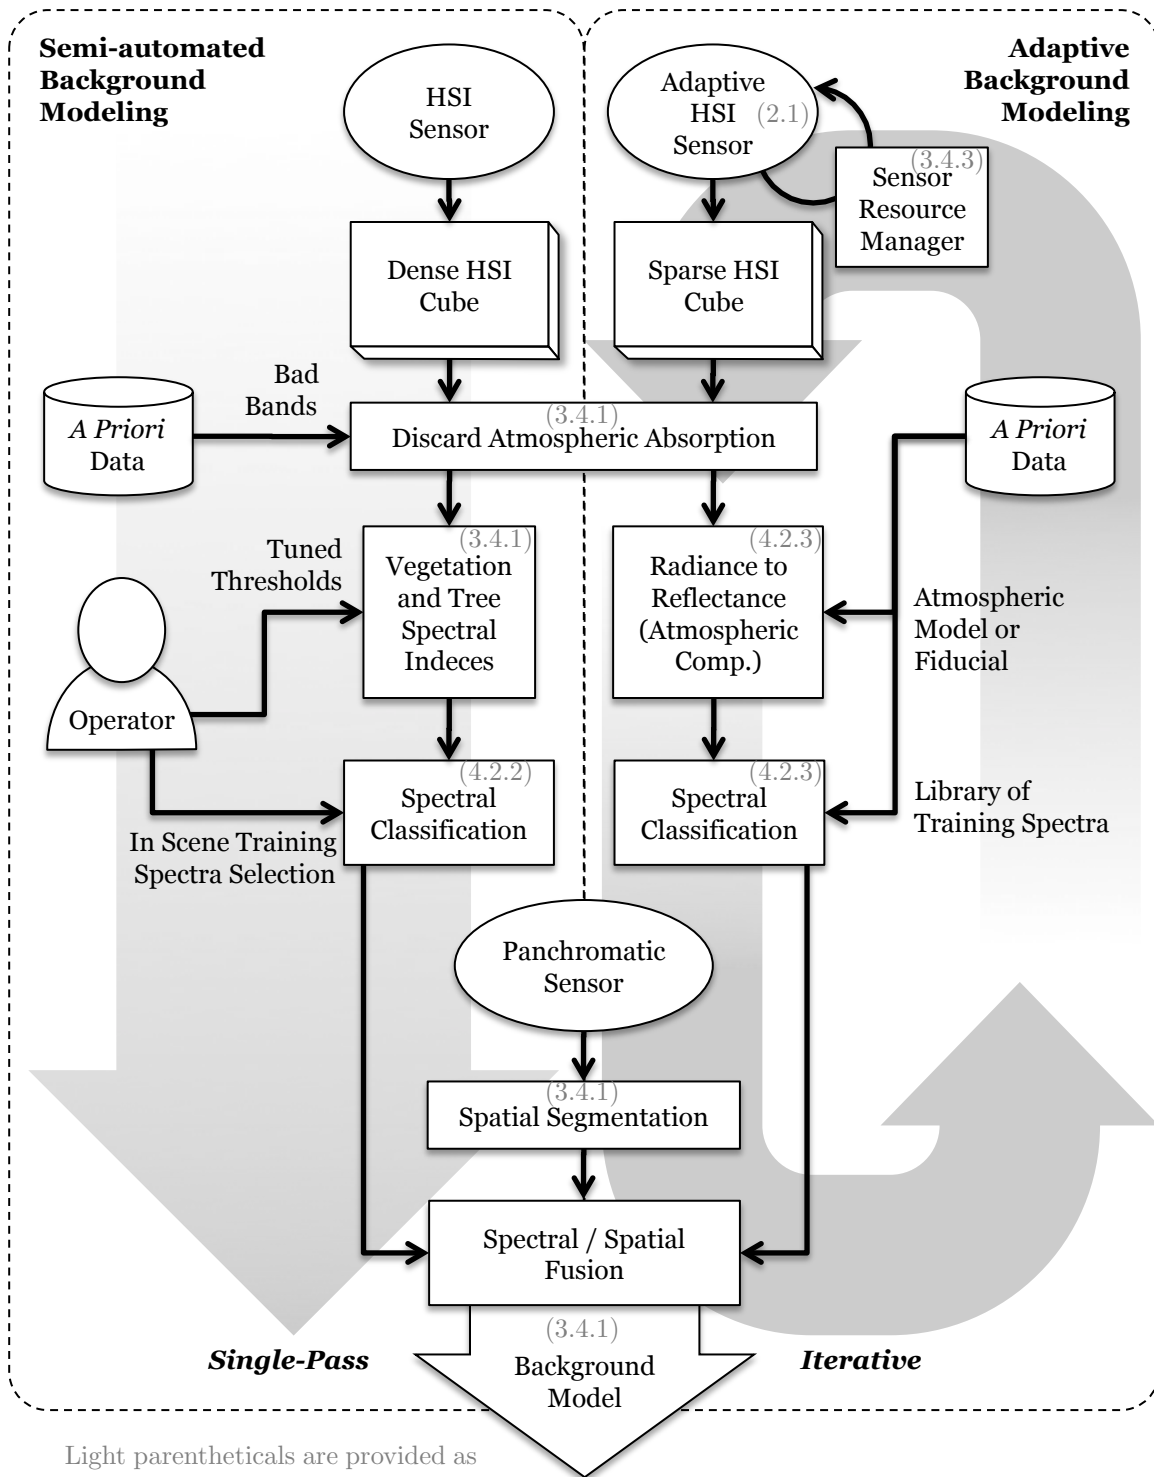 Semi-automated
Background
Modeling
Adaptive
Background
Modeling
HSI
Sensor
Adaptive
HSI
Sensor
(2.1)
(3.4.3)
Sensor
Resource
Manager
Dense HSI
Cube
Sparse HSI
Cube
Bad
Bands
A Priori
Data
(3.4.1)
Discard Atmospheric Absorption
A Priori
Data
Tuned
Thresholds
(3.4.1)
Vegetation
and Tree
Spectral
Indeces
(4.2.3)
Radiance to
Reflectance
(Atmospheric
Comp.)
Atmospheric
Model or
Fiducial
Operator
(4.2.2)
Spectral
Classification
(4.2.3)
Spectral
Classification
Library of
Training Spectra
In Scene Training
Spectra Selection
Panchromatic
Sensor
(3.4.1)
Spatial Segmentation
Spectral / Spatial
Fusion
(3.4.1)
Background
Model
Single-Pass
Iterative
Light parentheticals are provided as